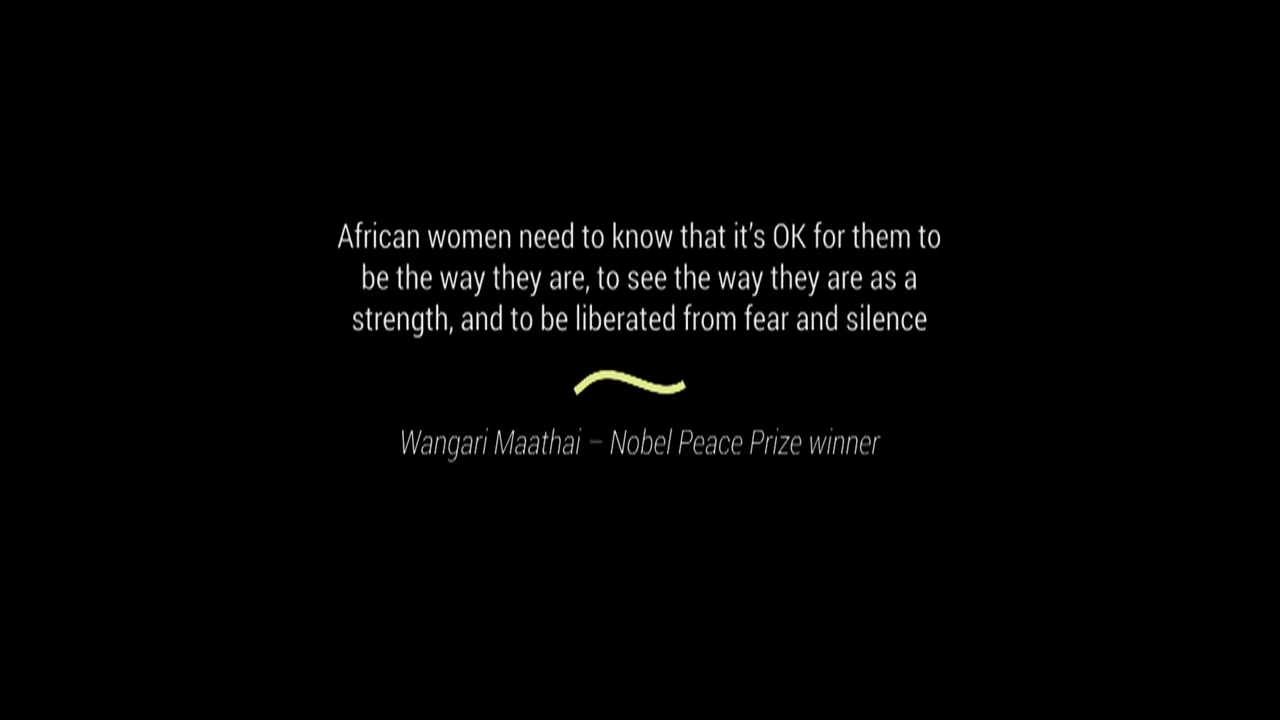 African women need to know that it's OK for them to
be the way they are, to see the way they are as a
strength, and to be liberated from fear and silence
Wangari Maathai – Nobel Peace Prize winner